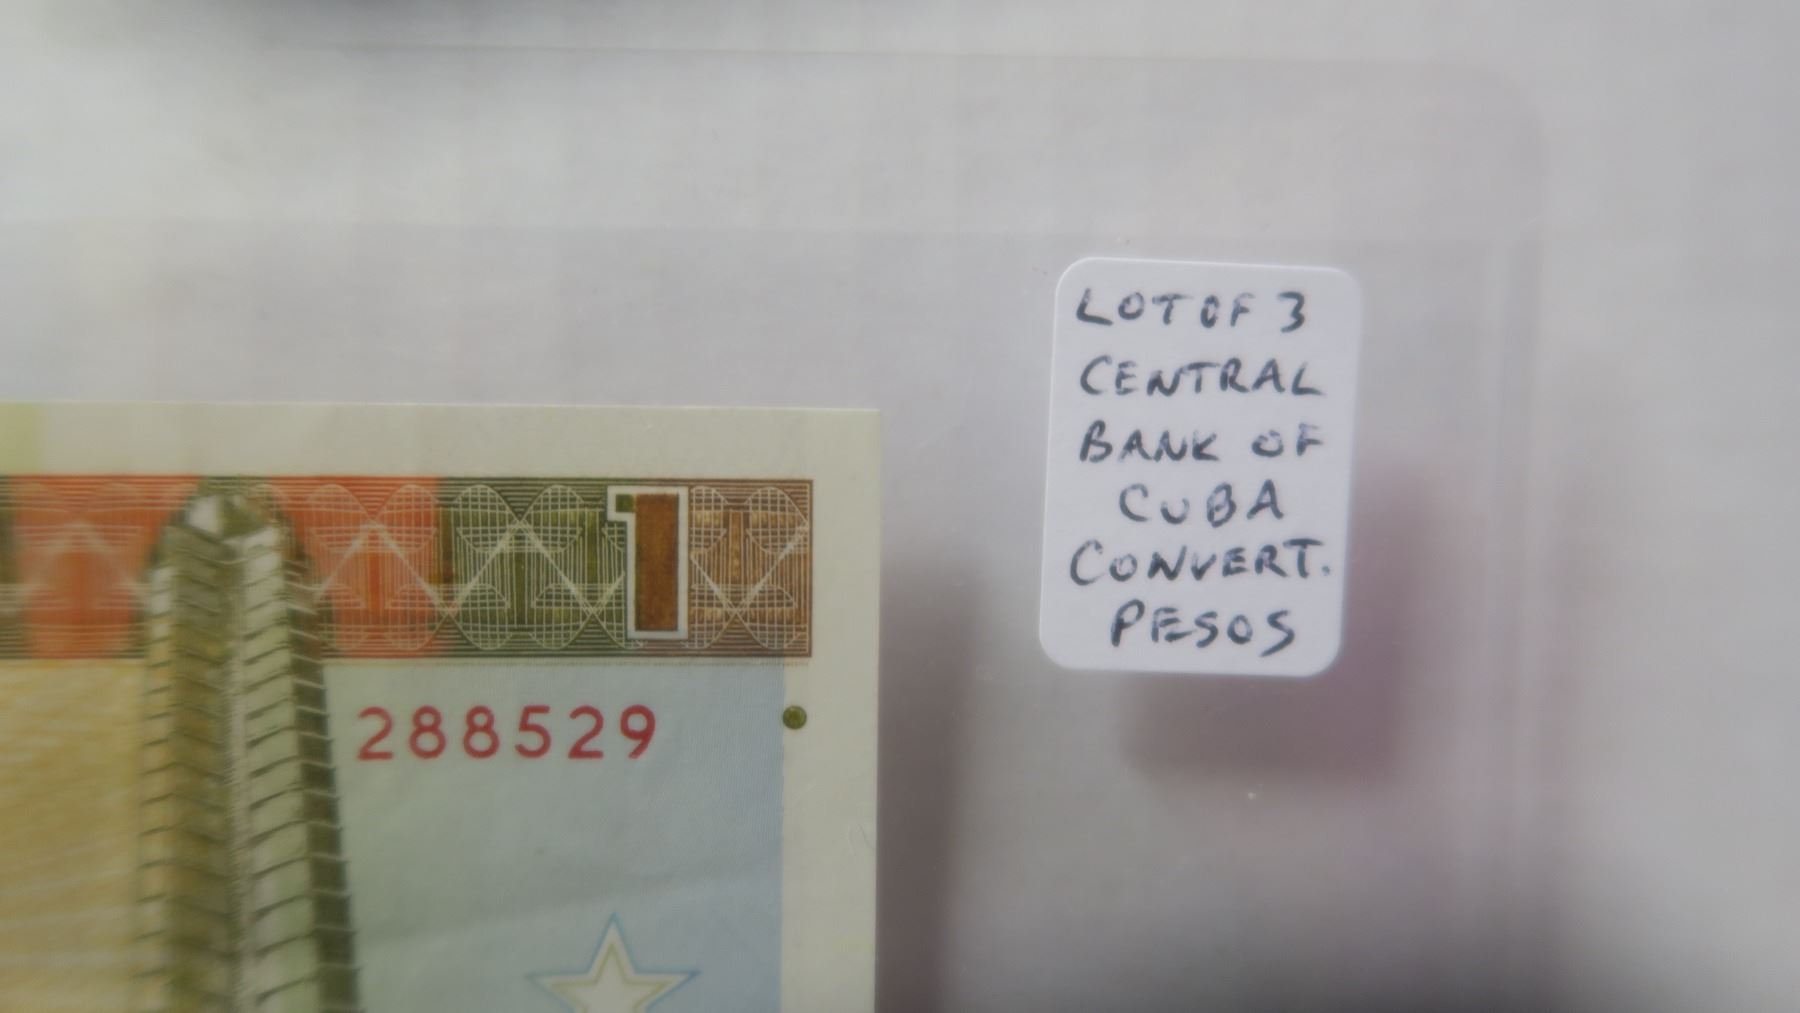 LOT OF 3
CENTRAL
BANK OF
CUBA
CONVERT.
PESOS
1
288529